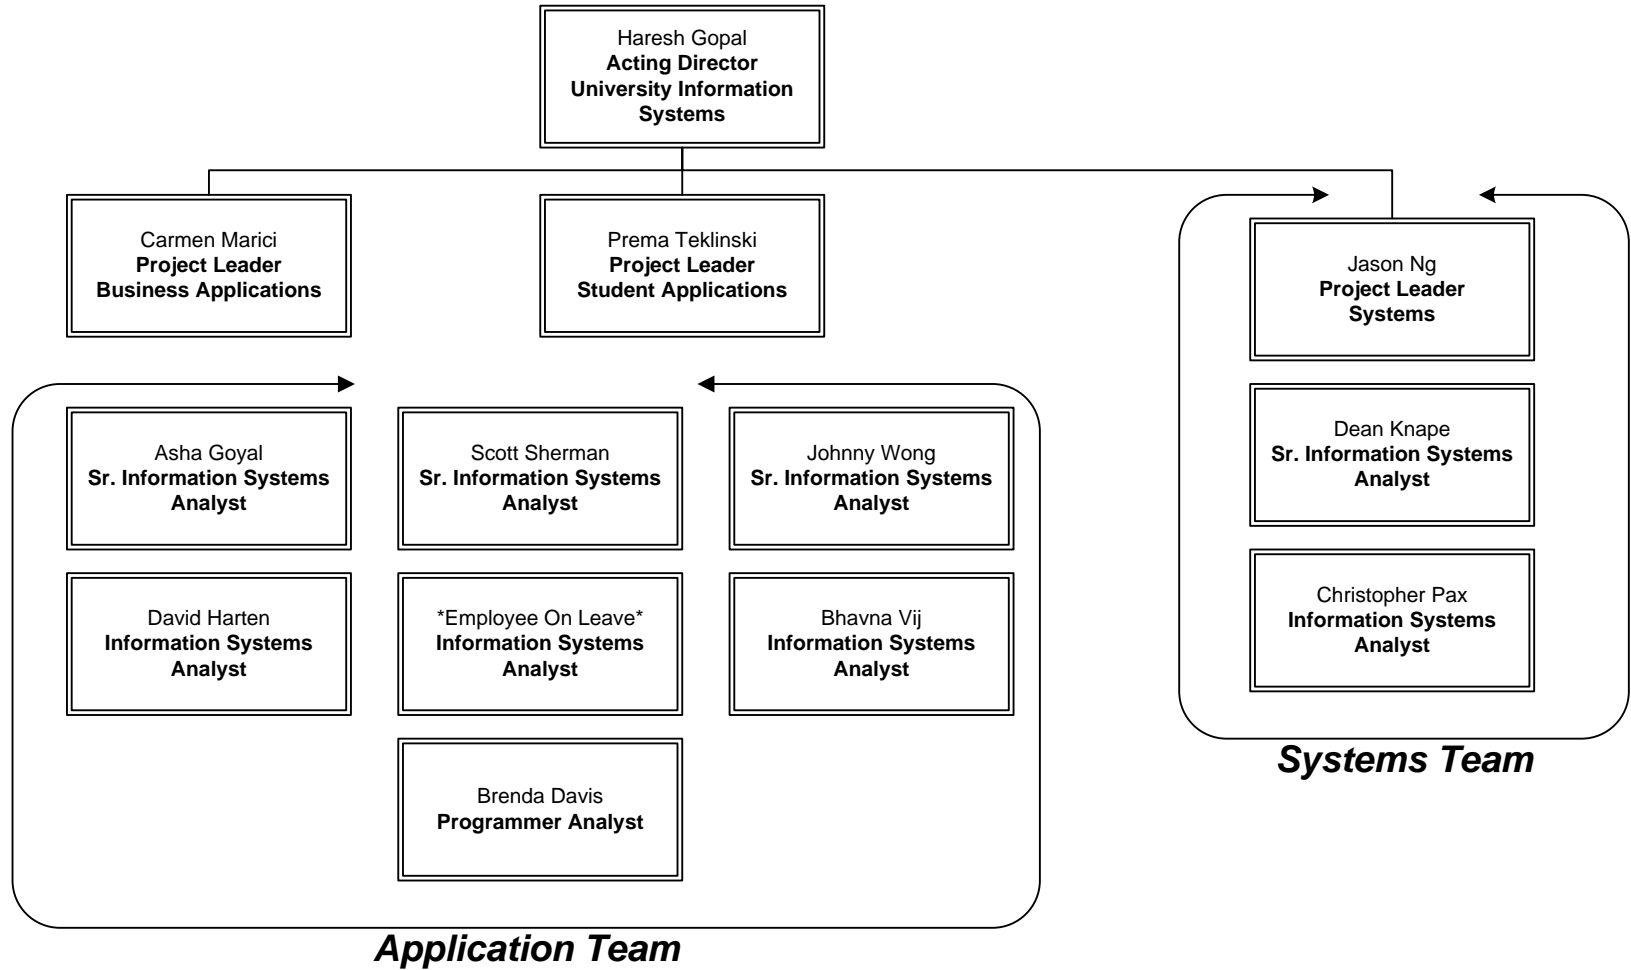 Haresh Gopal
Acting Director
University Information
Systems
Carmen Marici
Project Leader
Business Applications
Prema Teklinski
Project Leader
Student Applications
Jason Ng
Project Leader
Systems
Asha Goyal
Sr. Information Systems
Analyst
Scott Sherman
Sr. Information Systems
Analyst
Johnny Wong
Sr. Information Systems
Analyst
Dean Knape
Sr. Information Systems
Analyst
David Harten
Information Systems
Analyst
*Employee On Leave*
Information Systems
Analyst
Bhavna Vij
Information Systems
Analyst
Christopher Pax
Information Systems
Analyst
Brenda Davis
Programmer Analyst
Systems Team
Application Team